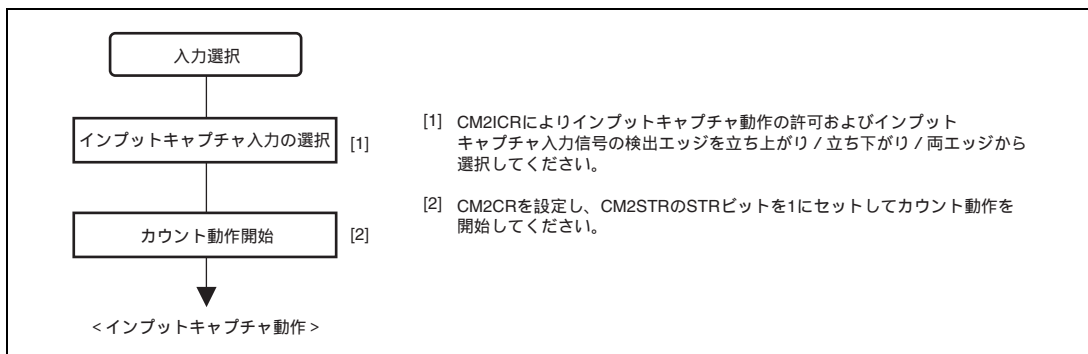 入力選択
インプットキャプチャ入力の選択
[1]
[1] CM2ICRによりインプットキャプチャ動作の許可およびインプット
キャプチャ入力信号の検出エッジを立ち上がり / 立ち下がり / 両エッジから
選択してください。
カウント動作開始
[2]
[2] CM2CRを設定し、CM2STRのSTRビットを1にセットしてカウント動作を
開始してください。
<インプットキャプチャ動作>